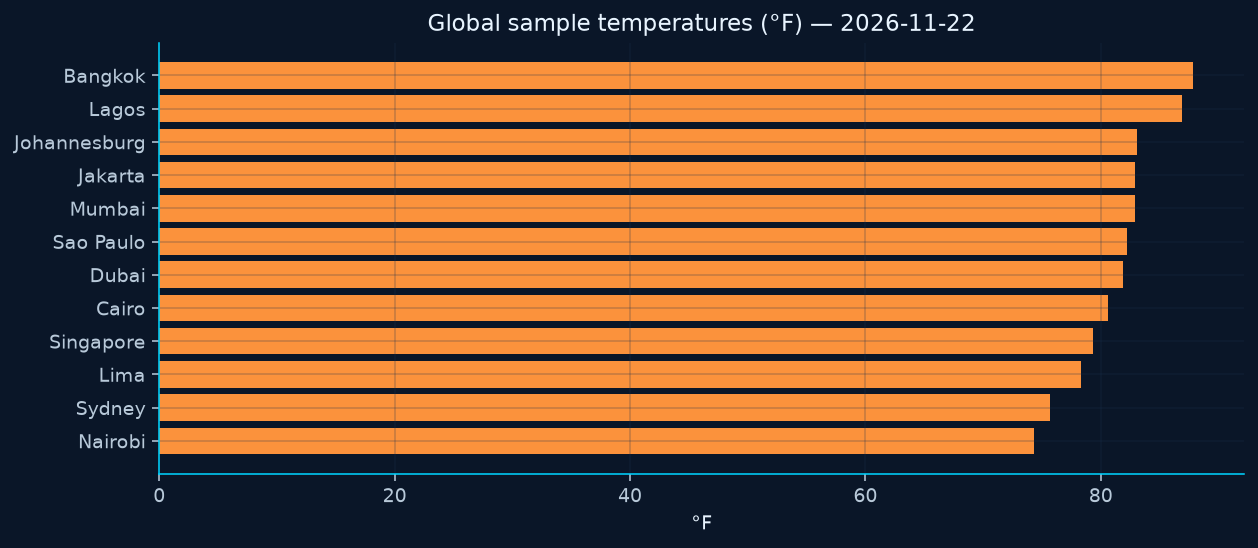 Global sample temperatures (°F) — 2026-11-22
Bangkok
Lagos
Johannesburg
Jakarta
Mumbai
Sao Paulo
Dubai
Cairo
Singapore
Lima
Sydney
Nairobi
0 20 40 60 80
°F